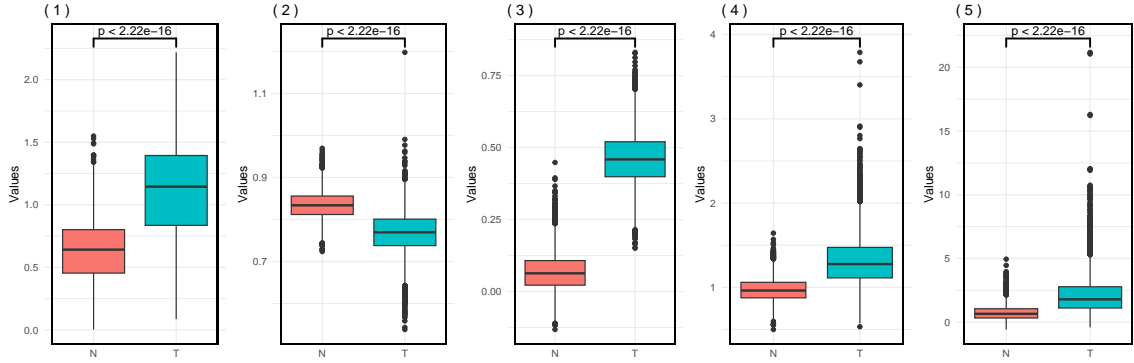 ( 1 )
p < 2.22e−16
2.0
1.5
1.0
0.5
0.0
Values
N T
( 2 )
p < 2.22e−16
1.1
0.9
0.7
Values
N T
( 3 )
p < 2.22e−16
0.75
0.50
0.25
0.00
Values
N T
( 4 )
p < 2.22e−16
4
3
2
1
Values
N T
( 5 )
p < 2.22e−16
20
15
10
5
0
Values
N T